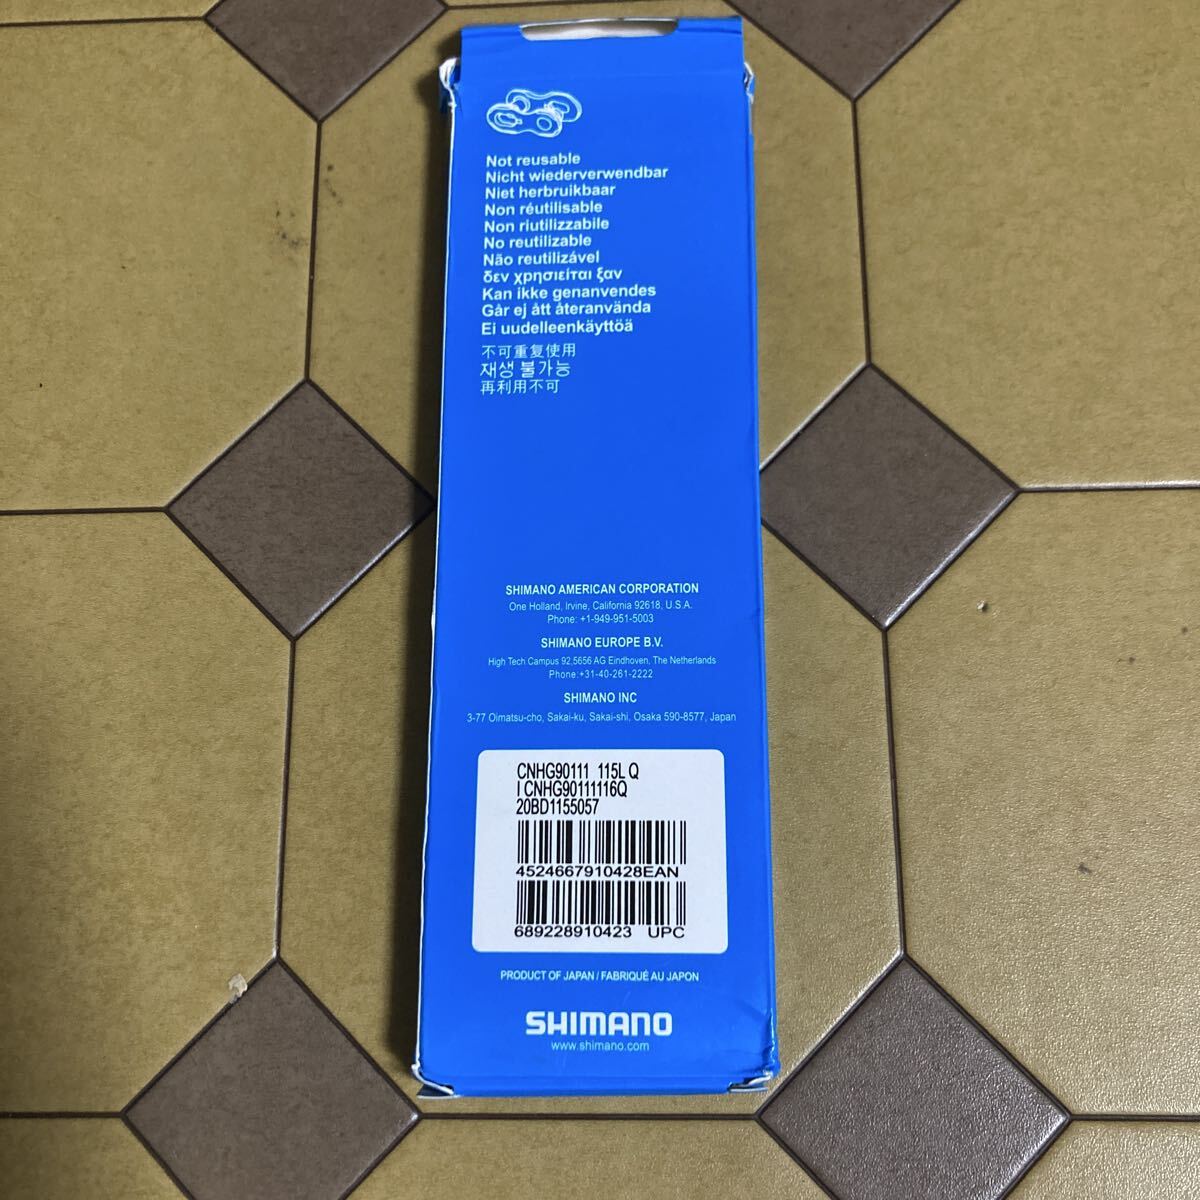 Not reusable
Nicht wiederverwendbar
Niet herbruikbaar
Non réutilisable
Non riutilizzabile
No reutilizable
Não reutilizável
δεν χρησιείται ξαν
Kan ikke genanvendes
Går ej ått återanvända
Ei uudelleenkäyttöä
不可重复使用
재생 불가능
再利用不可
SHIMANO AMERICAN CORPORATION
One Holland, Irvine, California 92618, U.S.A.
Phone: +1-949-951-5003
SHIMANO EUROPE B.V.
High Tech Campus 92,5656 AG Eindhoven, The Netherlands
Phone:+31-40-261-2222
SHIMANO INC
3-77 Oimatsu-cho, Sakai-ku, Sakai-shi, Osaka 590-8577, Japan
CNHG90111 115L Q
I CNHG90111116Q
20BD1155057
4524667910428EAN
689228910423 UPC
PRODUCT OF JAPAN / FABRIQUÉ AU JAPON
SHIMANO
www.shimano.com